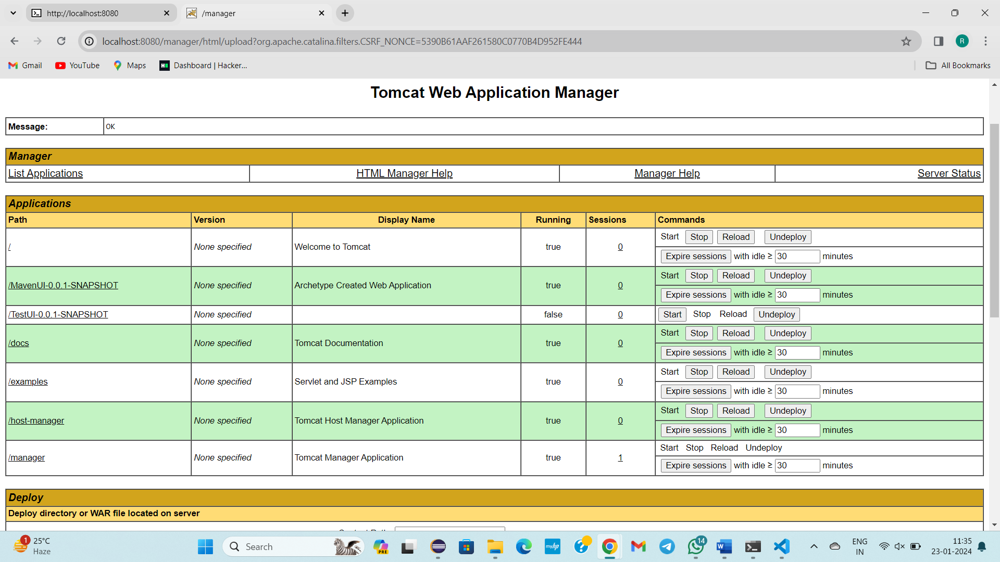 http://localhost:8080
/manager
localhost:8080/manager/html/upload?org.apache.catalina.filters.CSRF_NONCE=5390B61AAF261580C0770B4D952FE444
R
Gmail YouTube Maps Dashboard | Hacker... All Bookmarks
Tomcat Web Application Manager
Message: OK
Manager
List Applications HTML Manager Help Manager Help Server Status
Applications
Path Version Display Name Running Sessions Commands
/ None specified Welcome to Tomcat true 0 Start Stop Reload Undeploy
Expire sessions with idle ≥ 30 minutes
/MavenUI-0.0.1-SNAPSHOT None specified Archetype Created Web Application true 0 Start Stop Reload Undeploy
Expire sessions with idle ≥ 30 minutes
/TestUI-0.0.1-SNAPSHOT None specified false 0 Start Stop Reload Undeploy
/docs None specified Tomcat Documentation true 0 Start Stop Reload Undeploy
Expire sessions with idle ≥ 30 minutes
/examples None specified Servlet and JSP Examples true 0 Start Stop Reload Undeploy
Expire sessions with idle ≥ 30 minutes
/host-manager None specified Tomcat Host Manager Application true 0 Start Stop Reload Undeploy
Expire sessions with idle ≥ 30 minutes
/manager None specified Tomcat Manager Application true 1 Start Stop Reload Undeploy
Expire sessions with idle ≥ 30 minutes
Deploy
Deploy directory or WAR file located on server
1 25°C
Haze
Search
PRE
myhp
14
ENG
IN
11:35
23-01-2024